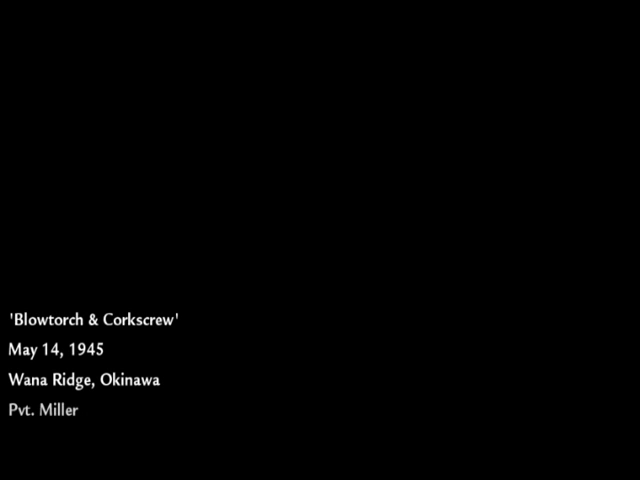 'Blowtorch & Corkscrew'
May 14, 1945
Wana Ridge, Okinawa
Pvt. Miller